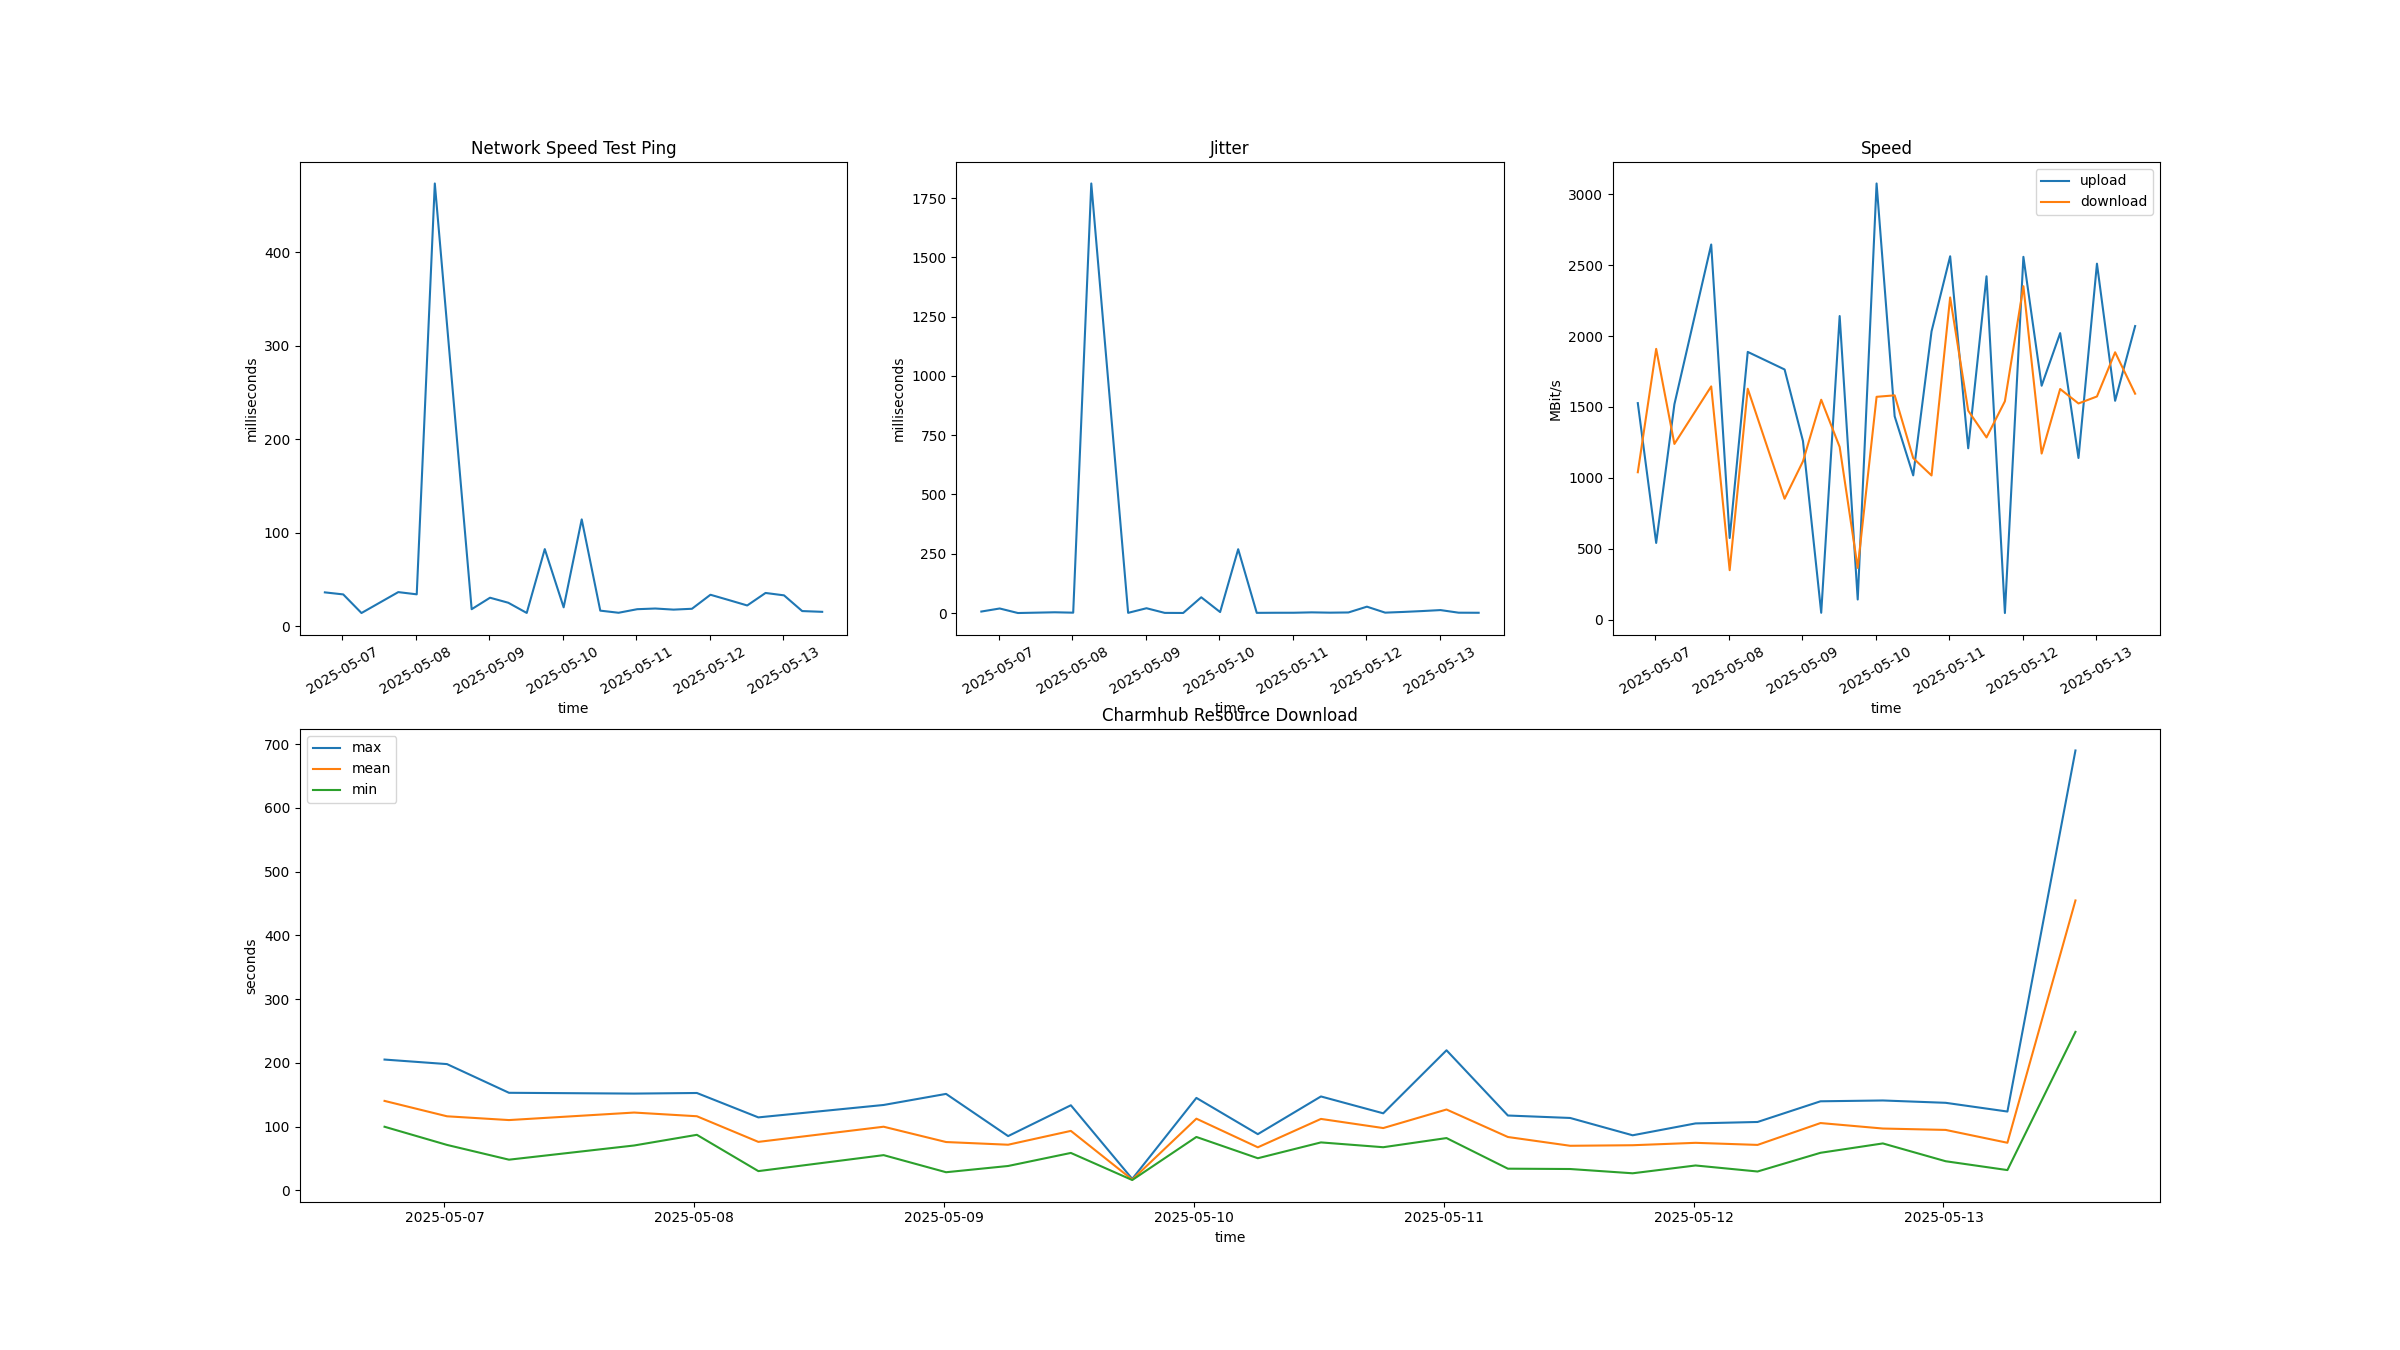 Network Speed Test Ping
milliseconds
400
300
200
100
0
2025-05-07 2025-05-08 2025-05-09 2025-05-10 2025-05-11 2025-05-12 2025-05-13
time
Jitter
milliseconds
1750
1500
1250
1000
750
500
250
0
2025-05-07 2025-05-08 2025-05-09 2025-05-10 2025-05-11 2025-05-12 2025-05-13
time
Speed
upload
download
MBit/s
3000
2500
2000
1500
1000
500
0
2025-05-07 2025-05-08 2025-05-09 2025-05-10 2025-05-11 2025-05-12 2025-05-13
time
Charmhub Resource Download
max
mean
min
seconds
700
600
500
400
300
200
100
0
2025-05-07 2025-05-08 2025-05-09 2025-05-10 2025-05-11 2025-05-12 2025-05-13
time